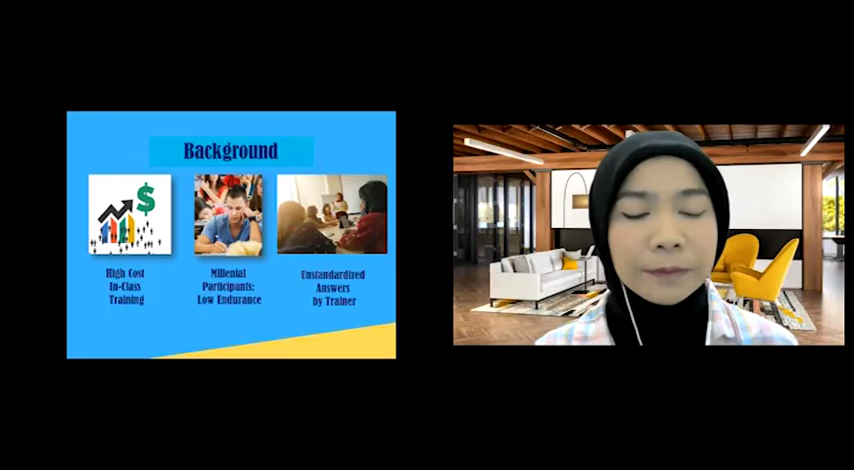 Background
High Cost
In-Class
Training
Millenial
Participants:
Low Endurance
Unstandardized
Answers
by Trainer